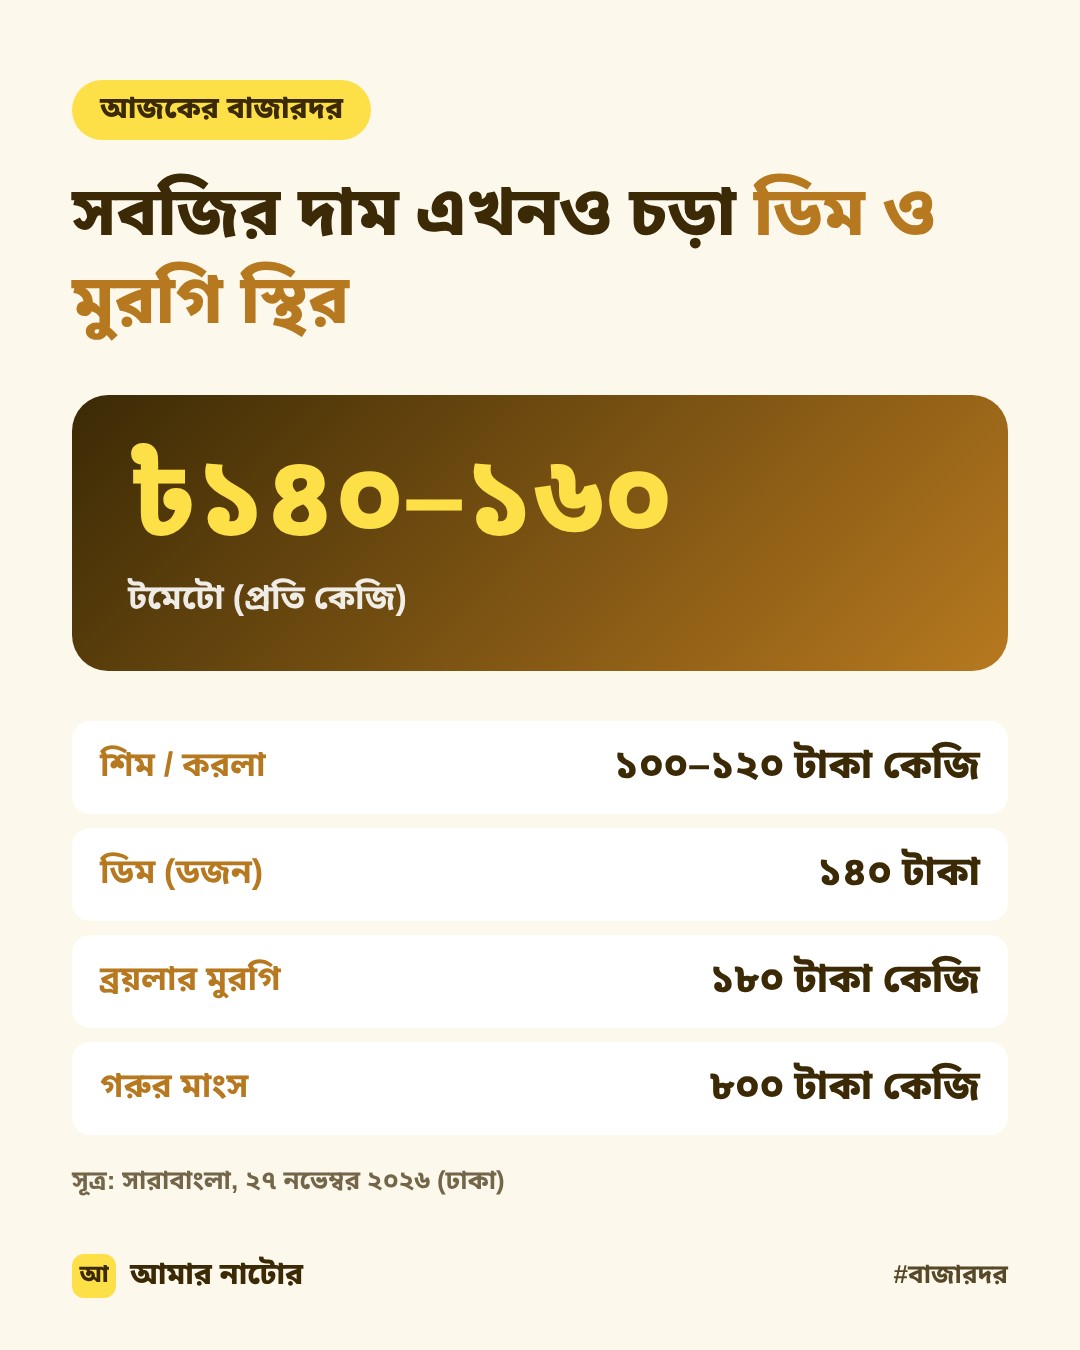 আজকের বাজারদর
সবজির দাম এখনও চড়া ডিম ও
মুরগি স্থির
৳১৪০–১৬০
টমেটো (প্রতি কেজি)
শিম / করলা ১০০–১২০ টাকা কেজি
ডিম (ডজন) ১৪০ টাকা
ব্রয়লার মুরগি ১৮০ টাকা কেজি
গরুর মাংস ৮০০ টাকা কেজি
সূত্র: সারাবাংলা, ২৭ নভেম্বর ২০২৬ (ঢাকা)
আ আমার নাটোর #বাজারদর